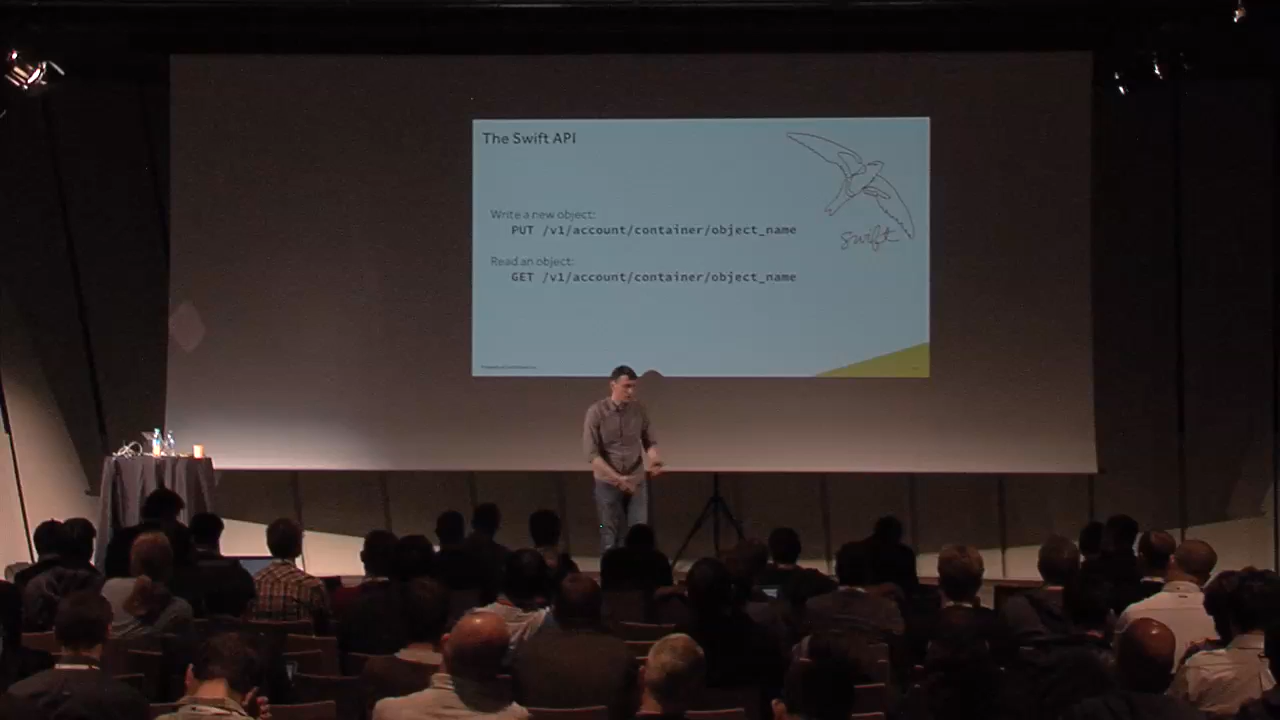 The Swift API
Write a new object:
PUT /v1/account/container/object_name
swift
Read an object:
GET /v1/account/container/object_name